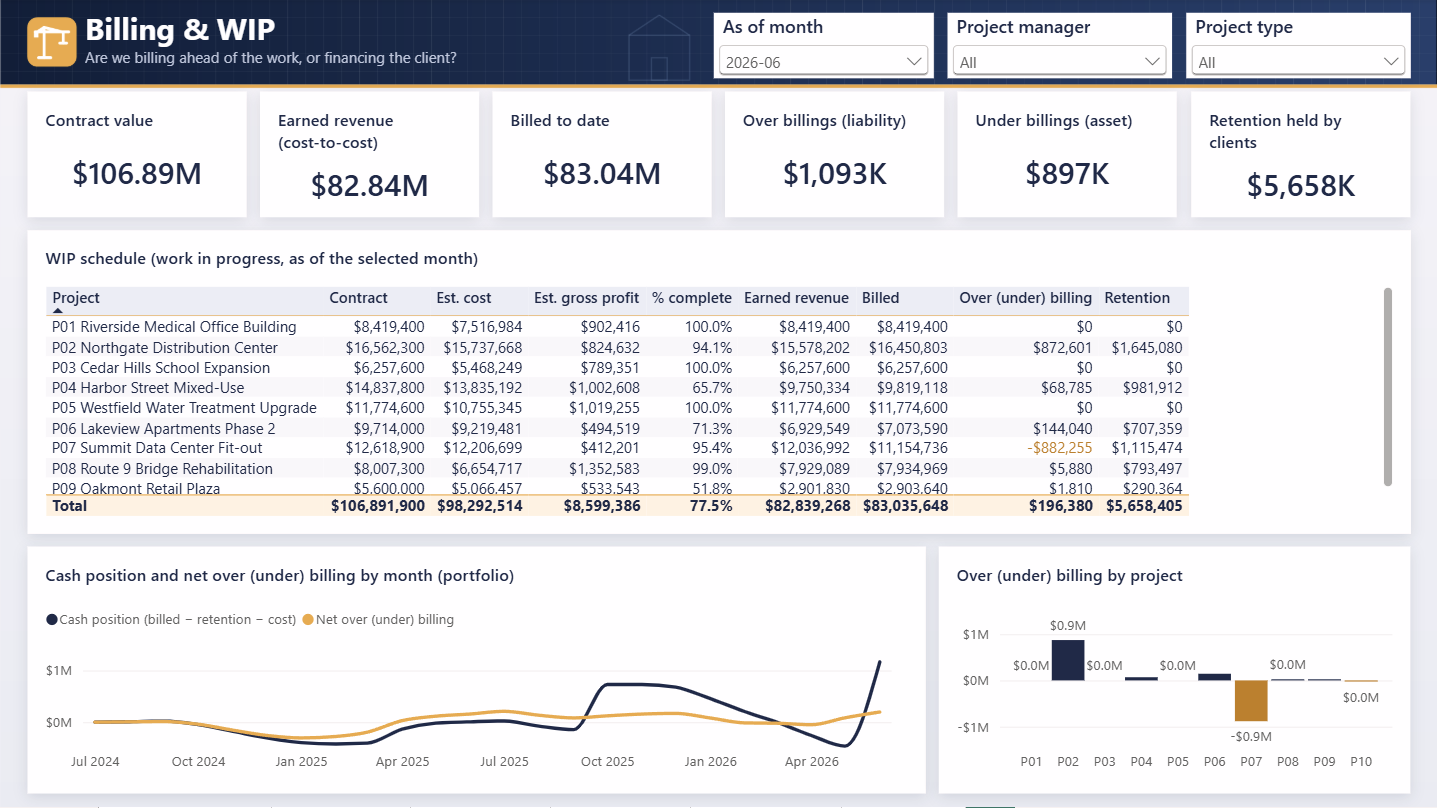 Billing & WIP
Are we billing ahead of the work, or financing the client?
As of month
2026-06
Project manager
All
Project type
All
Contract value
$106.89M
Earned revenue
(cost-to-cost)
$82.84M
Billed to date
$83.04M
Over billings (liability)
$1,093K
Under billings (asset)
$897K
Retention held by
clients
$5,658K
WIP schedule (work in progress, as of the selected month)
Project Contract Est. cost Est. gross profit % complete Earned revenue Billed Over (under) billing Retention
P01 Riverside Medical Office Building $8,419,400 $7,516,984 $902,416 100.0% $8,419,400 $8,419,400 $0 $0
P02 Northgate Distribution Center $16,562,300 $15,737,668 $824,632 94.1% $15,578,202 $16,450,803 $872,601 $1,645,080
P03 Cedar Hills School Expansion $6,257,600 $5,468,249 $789,351 100.0% $6,257,600 $6,257,600 $0 $0
P04 Harbor Street Mixed-Use $14,837,800 $13,835,192 $1,002,608 65.7% $9,750,334 $9,819,118 $68,785 $981,912
P05 Westfield Water Treatment Upgrade $11,774,600 $10,755,345 $1,019,255 100.0% $11,774,600 $11,774,600 $0 $0
P06 Lakeview Apartments Phase 2 $9,714,000 $9,219,481 $494,519 71.3% $6,929,549 $7,073,590 $144,040 $707,359
P07 Summit Data Center Fit-out $12,618,900 $12,206,699 $412,201 95.4% $12,036,992 $11,154,736 -$882,255 $1,115,474
P08 Route 9 Bridge Rehabilitation $8,007,300 $6,654,717 $1,352,583 99.0% $7,929,089 $7,934,969 $5,880 $793,497
P09 Oakmont Retail Plaza $5,600,000 $5,066,457 $533,543 51.8% $2,901,830 $2,903,640 $1,810 $290,364
Total $106,891,900 $98,292,514 $8,599,386 77.5% $82,839,268 $83,035,648 $196,380 $5,658,405
Cash position and net over (under) billing by month (portfolio)
Cash position (billed − retention − cost) Net over (under) billing
$1M
$0M
Jul 2024 Oct 2024 Jan 2025 Apr 2025 Jul 2025 Oct 2025 Jan 2026 Apr 2026
Over (under) billing by project
$1M
$0M
-$1M
$0.0M $0.9M $0.0M $0.0M -$0.9M $0.0M $0.0M
P01 P02 P03 P04 P05 P06 P07 P08 P09 P10